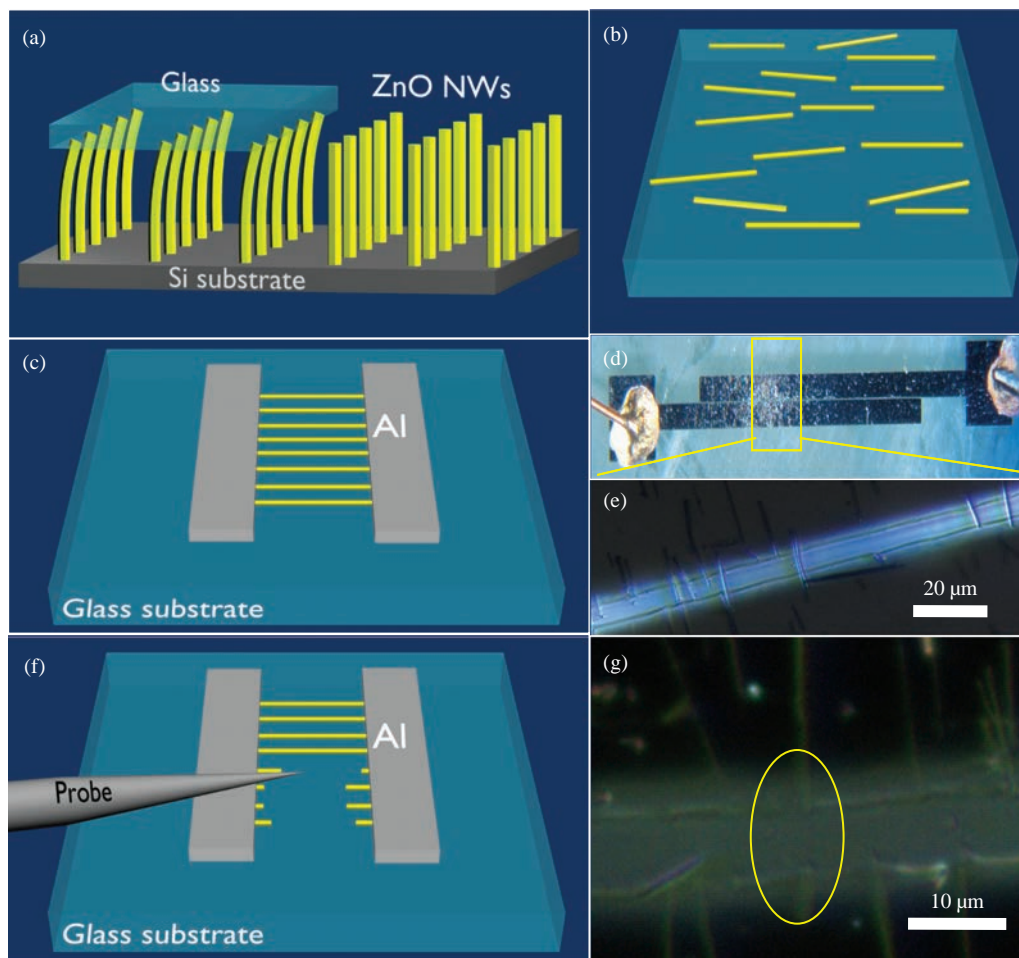 (a)
Glass
ZnO NWs
Si substrate
(b)
(c)
Al
Glass substrate
(d)
(e)
20 µm
(f)
Al
Probe
Glass substrate
(g)
10 µm